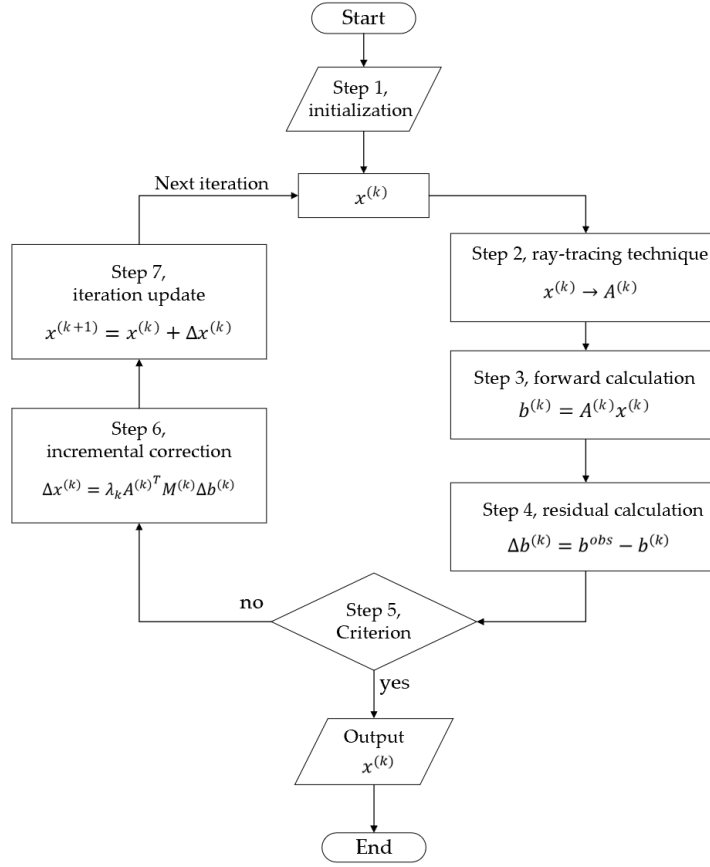 Start
Step 1,
initialization
Next iteration
x^(k)
Step 2, ray-tracing technique
x^(k) → A^(k)
Step 3, forward calculation
b^(k) = A^(k)x^(k)
Step 4, residual calculation
Δb^(k) = b^obs − b^(k)
Step 5,
Criterion
no
yes
Step 6,
incremental correction
Δx^(k) = λ_k A^(k)^T M^(k)Δb^(k)
Step 7,
iteration update
x^(k+1) = x^(k) + Δx^(k)
Output
x^(k)
End